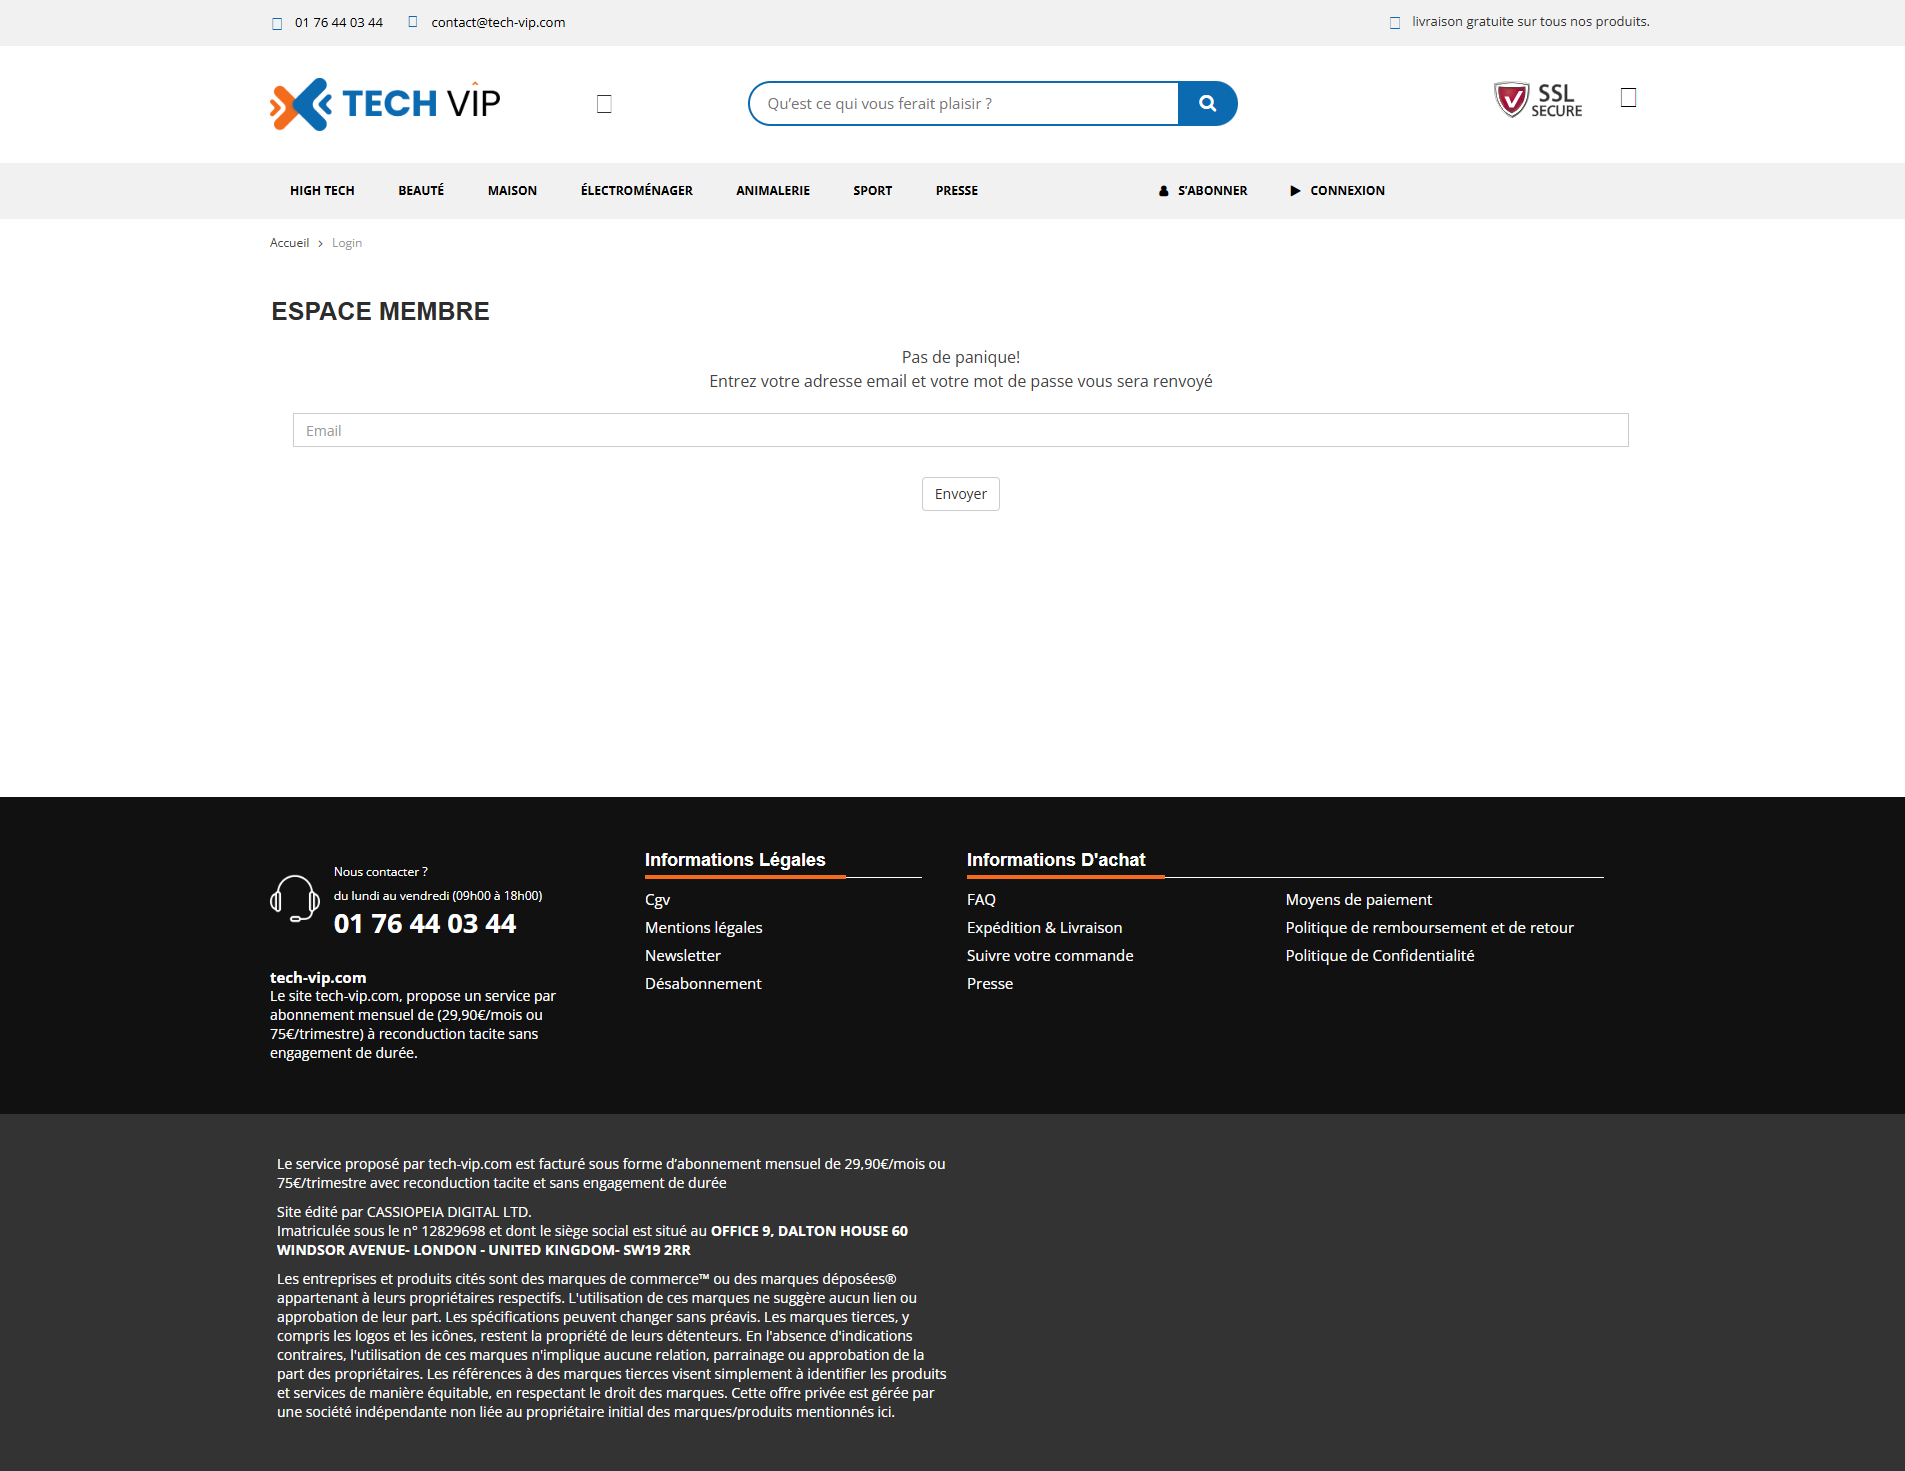 01 76 44 03 44 contact@tech-vip.com livraison gratuite sur tous nos produits.
TECH VIP Qu’est ce qui vous ferait plaisir ? SSL SECURE
HIGH TECH BEAUTÉ MAISON ÉLECTROMÉNAGER ANIMALERIE SPORT PRESSE S’ABONNER CONNEXION
Accueil > Login
ESPACE MEMBRE
Pas de panique!
Entrez votre adresse email et votre mot de passe vous sera renvoyé
Email
Envoyer
Nous contacter ?
du lundi au vendredi (09h00 à 18h00)
01 76 44 03 44
tech-vip.com
Le site tech-vip.com, propose un service par
abonnement mensuel de (29,90€/mois ou
75€/trimestre) à reconduction tacite sans
engagement de durée.
Informations Légales
Cgv
Mentions légales
Newsletter
Désabonnement
Informations D'achat
FAQ
Expédition & Livraison
Suivre votre commande
Presse
Moyens de paiement
Politique de remboursement et de retour
Politique de Confidentialité
Le service proposé par tech-vip.com est facturé sous forme d’abonnement mensuel de 29,90€/mois ou
75€/trimestre avec reconduction tacite et sans engagement de durée
Site édité par CASSIOPEIA DIGITAL LTD.
Imatriculée sous le n° 12829698 et dont le siège social est situé au OFFICE 9, DALTON HOUSE 60
WINDSOR AVENUE- LONDON - UNITED KINGDOM- SW19 2RR
Les entreprises et produits cités sont des marques de commerce™ ou des marques déposées®
appartenant à leurs propriétaires respectifs. L'utilisation de ces marques ne suggère aucun lien ou
approbation de leur part. Les spécifications peuvent changer sans préavis. Les marques tierces, y
compris les logos et les icônes, restent la propriété de leurs détenteurs. En l'absence d'indications
contraires, l'utilisation de ces marques n'implique aucune relation, parrainage ou approbation de la
part des propriétaires. Les références à des marques tierces visent simplement à identifier les produits
et services de manière équitable, en respectant le droit des marques. Cette offre privée est gérée par
une société indépendante non liée au propriétaire initial des marques/produits mentionnés ici.